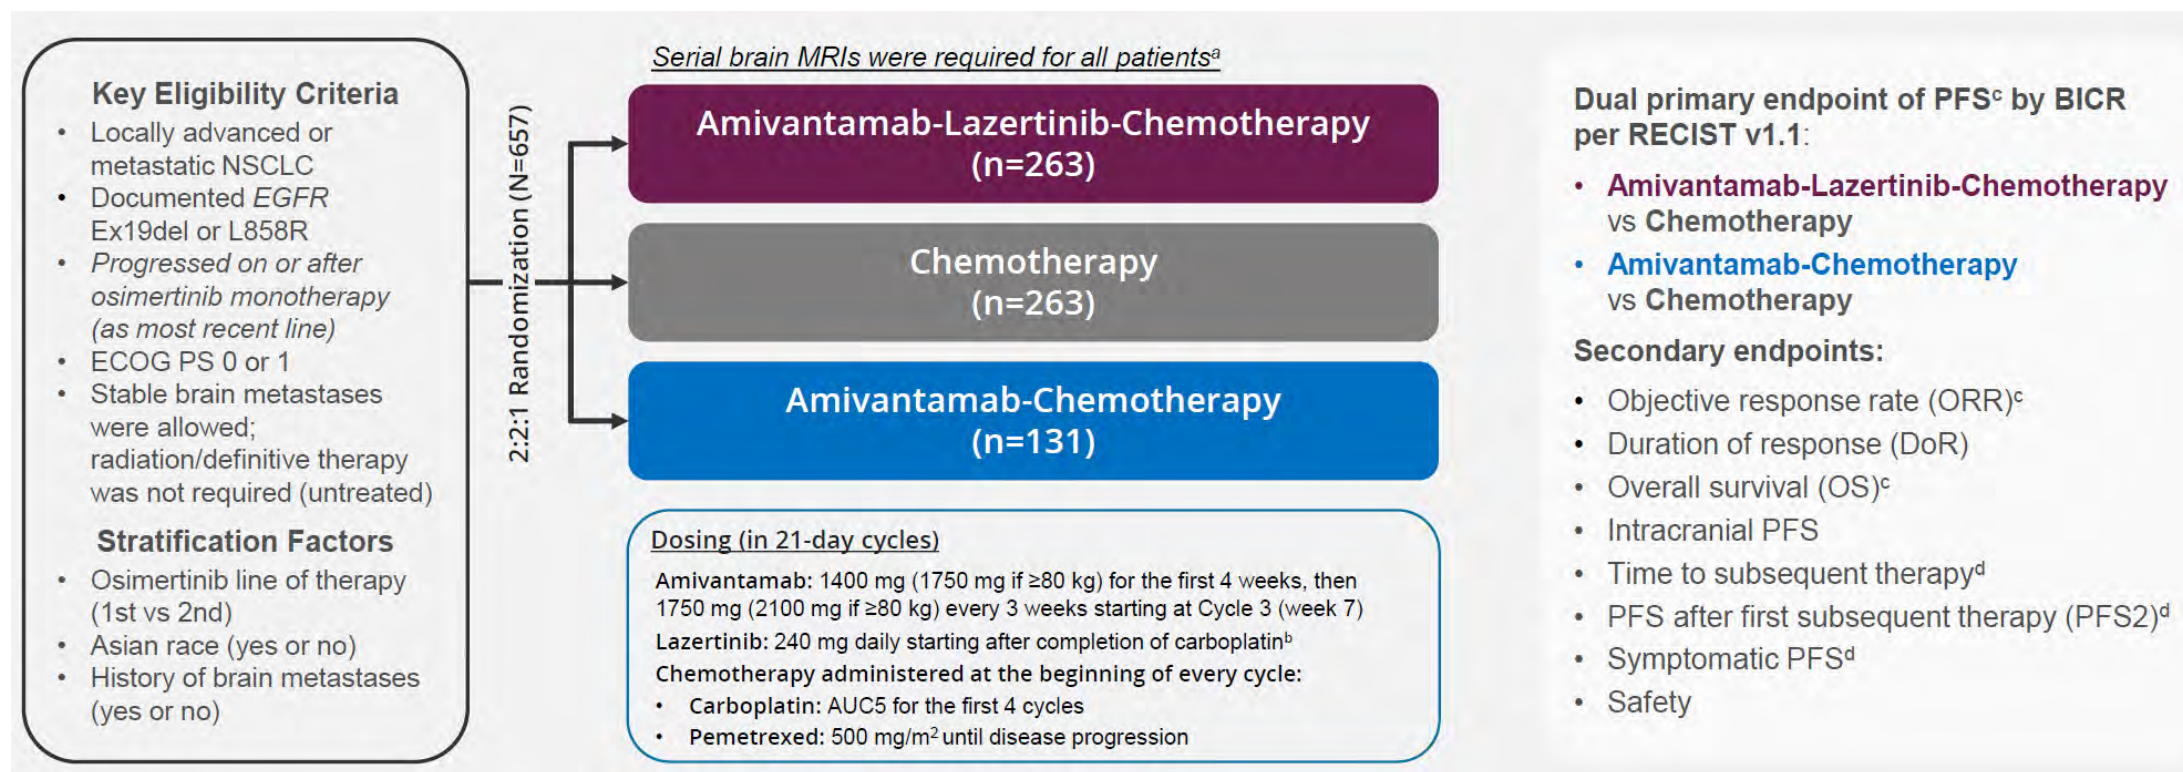 Key Eligibility Criteria
• Locally advanced or
metastatic NSCLC
• Documented EGFR
Ex19del or L858R
• Progressed on or after
osimertinib monotherapy
(as most recent line)
• ECOG PS 0 or 1
• Stable brain metastases
were allowed;
radiation/definitive therapy
was not required (untreated)
Stratification Factors
• Osimertinib line of therapy
(1st vs 2nd)
• Asian race (yes or no)
• History of brain metastases
(yes or no)
2:2:1 Randomization (N=657)
Serial brain MRIs were required for all patientsᵃ
Amivantamab-Lazertinib-Chemotherapy
(n=263)
Chemotherapy
(n=263)
Amivantamab-Chemotherapy
(n=131)
Dosing (in 21-day cycles)
Amivantamab: 1400 mg (1750 mg if ≥80 kg) for the first 4 weeks, then
1750 mg (2100 mg if ≥80 kg) every 3 weeks starting at Cycle 3 (week 7)
Lazertinib: 240 mg daily starting after completion of carboplatinᵇ
Chemotherapy administered at the beginning of every cycle:
• Carboplatin: AUC5 for the first 4 cycles
• Pemetrexed: 500 mg/m² until disease progression
Dual primary endpoint of PFSᶜ by BICR
per RECIST v1.1:
• Amivantamab-Lazertinib-Chemotherapy
vs Chemotherapy
• Amivantamab-Chemotherapy
vs Chemotherapy
Secondary endpoints:
• Objective response rate (ORR)ᶜ
• Duration of response (DoR)
• Overall survival (OS)ᶜ
• Intracranial PFS
• Time to subsequent therapyᵈ
• PFS after first subsequent therapy (PFS2)ᵈ
• Symptomatic PFSᵈ
• Safety